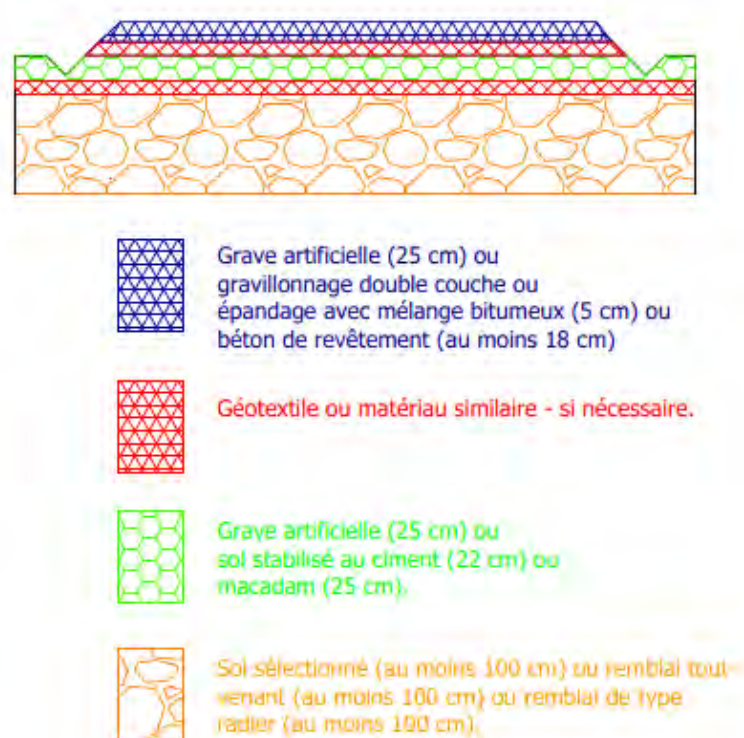 Grave artificielle (25 cm) ou
gravillonnage double couche ou
épandage avec mélange bitumeux (5 cm) ou
béton de revêtement (au moins 18 cm)
Géotextile ou matériau similaire - si nécessaire.
Grave artificielle (25 cm) ou
sol stabilisé au ciment (22 cm) ou
macadam (25 cm).
Sol sélectionné (au moins 100 cm) ou remblai tout-
venant (au moins 100 cm) ou remblai de type
radier (au moins 100 cm).